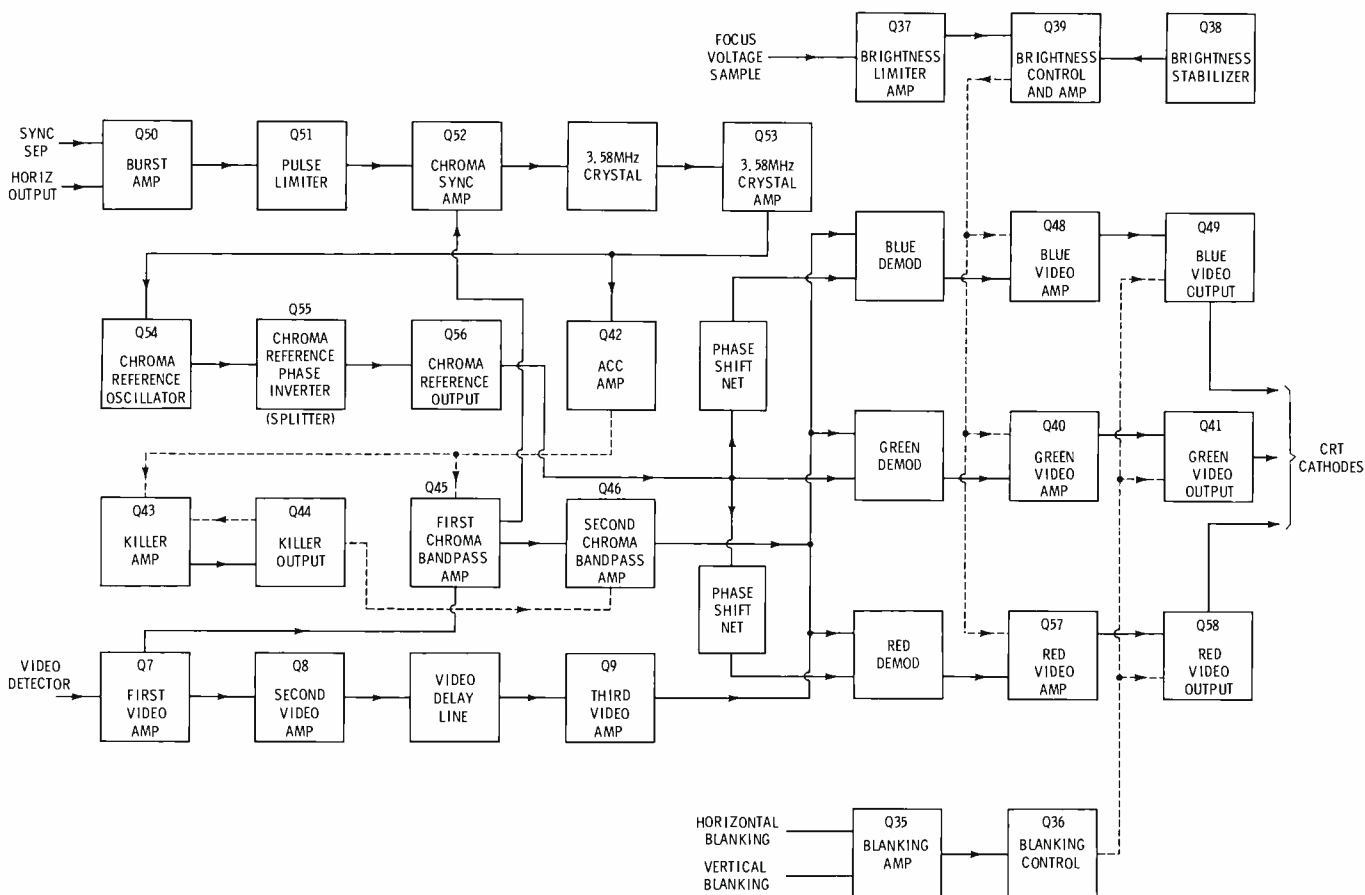 FOCUS
VOLTAGE
SAMPLE
Q37
BRIGHTNESS
LIMITER
AMP
Q39
BRIGHTNESS
CONTROL
AND AMP
Q38
BRIGHTNESS
STABILIZER
SYNC
SEP
HORIZ
OUTPUT
Q50
BURST
AMP
Q51
PULSE
LIMITER
Q52
CHROMA
SYNC
AMP
3.58MHz
CRYSTAL
Q53
3.58MHz
CRYSTAL
AMP
BLUE
DEMOD
Q48
BLUE
VIDEO
AMP
Q49
BLUE
VIDEO
OUTPUT
Q54
CHROMA
REFERENCE
OSCILLATOR
Q55
CHROMA
REFERENCE
PHASE
INVERTER
(SPLITTER)
Q56
CHROMA
REFERENCE
OUTPUT
Q42
ACC
AMP
PHASE
SHIFT
NET
GREEN
DEMOD
Q40
GREEN
VIDEO
AMP
Q41
GREEN
VIDEO
OUTPUT
CRT
CATHODES
Q43
KILLER
AMP
Q44
KILLER
OUTPUT
Q45
FIRST
CHROMA
BANDPASS
AMP
Q46
SECOND
CHROMA
BANDPASS
AMP
PHASE
SHIFT
NET
RED
DEMOD
Q57
RED
VIDEO
AMP
Q58
RED
VIDEO
OUTPUT
VIDEO
DETECTOR
Q7
FIRST
VIDEO
AMP
Q8
SECOND
VIDEO
AMP
VIDEO
DELAY
LINE
Q9
THIRD
VIDEO
AMP
HORIZONTAL
BLANKING
VERTICAL
BLANKING
Q35
BLANKING
AMP
Q36
BLANKING
CONTROL